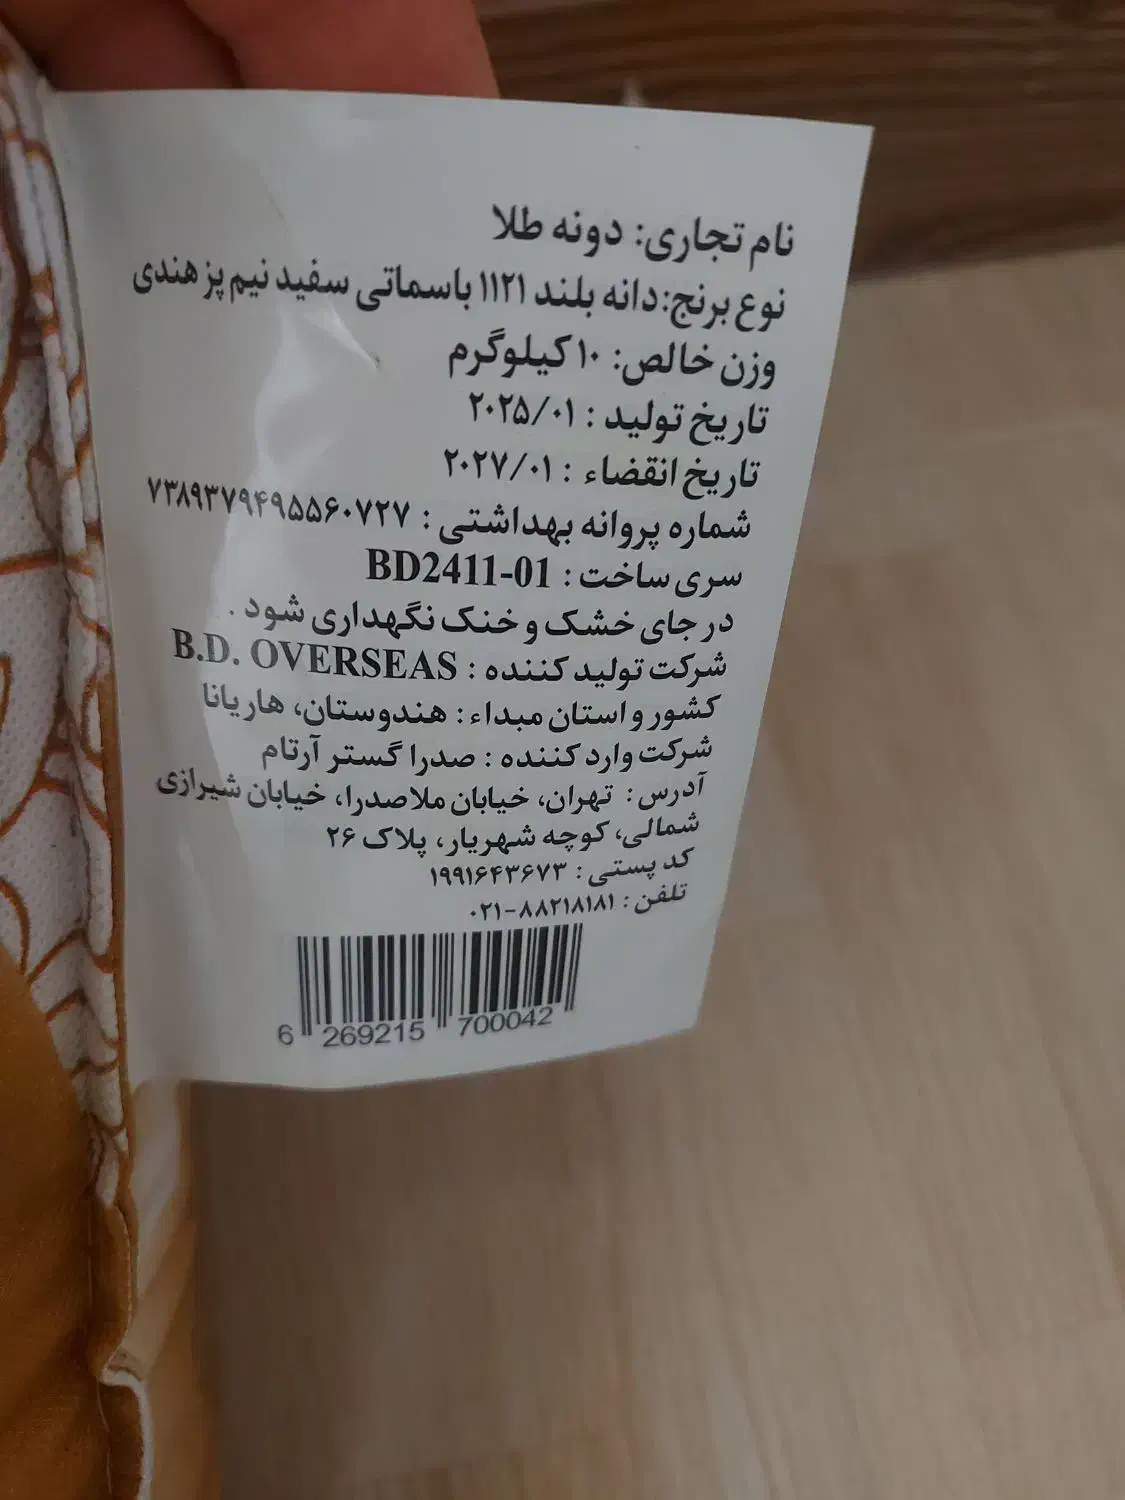 نام تجاری: دونه طلا
نوع برنج:دانه بلند ۱۱۲۱ باسماتی سفید نیم پز هندی
وزن خالص: ۱۰ کیلوگرم
تاریخ تولید : ۲۰۲۵/۰۱
تاریخ انقضاء : ۲۰۲۷/۰۱
شماره پروانه بهداشتی : ۷۳۸۹۳۷۹۴۹۵۵۶۰۷۲۷
سری ساخت : BD2411-01
در جای خشک و خنک نگهداری شود .
شرکت تولید کننده : B.D. OVERSEAS
کشور و استان مبداء : هندوستان، هاریانا
شرکت وارد کننده : صدرا گستر آرتام
آدرس : تهران، خیابان ملاصدرا، خیابان شیرازی
شمالی، کوچه شهریار، پلاک ۲۶
کد پستی : ۱۹۹۱۶۴۳۶۷۳
تلفن : ۰۲۱-۸۸۲۱۸۱۸۱
6 269215 700042